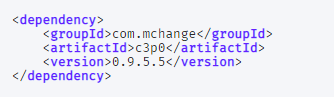 <dependency>
    <groupId>com.mchange</groupId>
    <artifactId>c3p0</artifactId>
    <version>0.9.5.5</version>
</dependency>